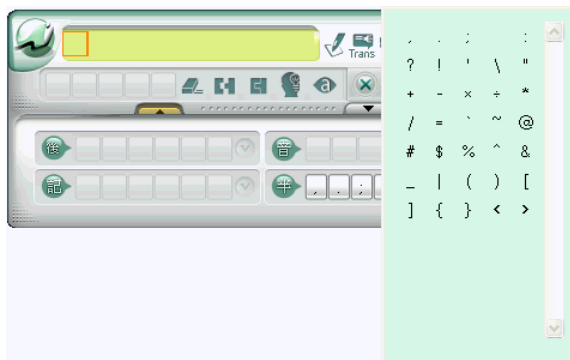 Trans
後
音
記
半 , . ;
, . ; :
? ! ' \ "
+ - × ÷ *
/ = ` ~ @
# $ % ^ &
_ | ( ) [
] { } < >